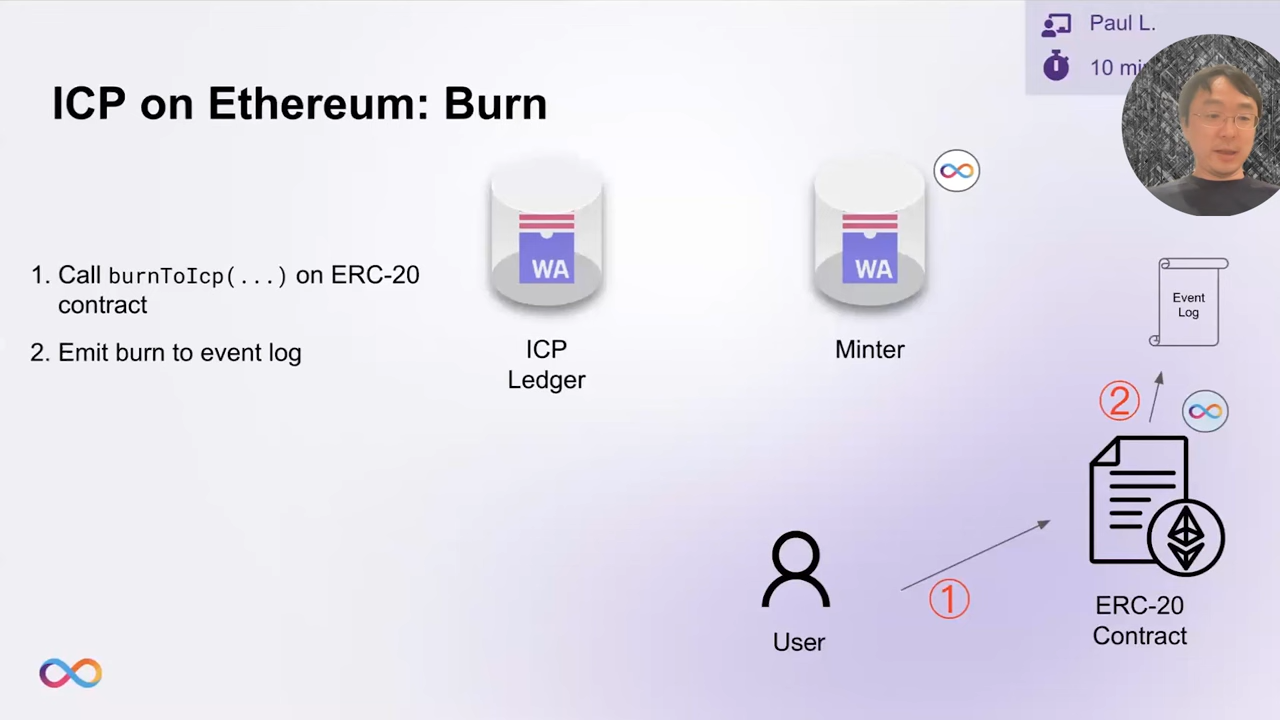 Paul L.
10 mi
ICP on Ethereum: Burn
1. Call burnToIcp(...) on ERC-20
contract
2. Emit burn to event log
WA
ICP
Ledger
WA
Minter
Event
Log
2
1
User
ERC-20
Contract